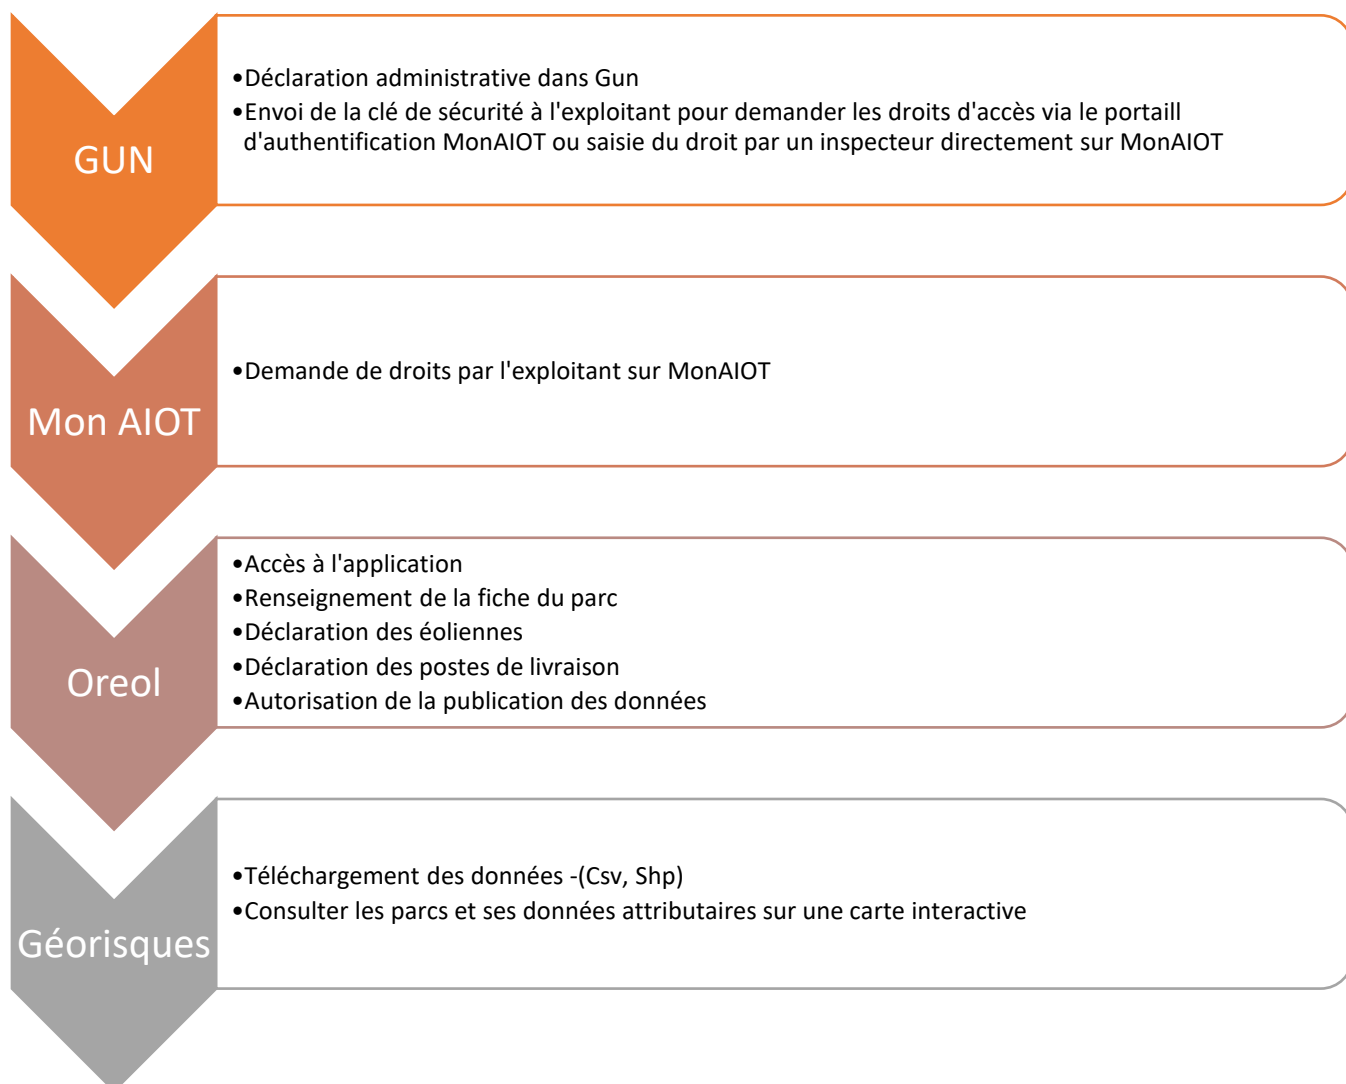 GUN
•Déclaration administrative dans Gun
•Envoi de la clé de sécurité à l'exploitant pour demander les droits d'accès via le portaill
d'authentification MonAIOT ou saisie du droit par un inspecteur directement sur MonAIOT
Mon AIOT
•Demande de droits par l'exploitant sur MonAIOT
Oreol
•Accès à l'application
•Renseignement de la fiche du parc
•Déclaration des éoliennes
•Déclaration des postes de livraison
•Autorisation de la publication des données
Géorisques
•Téléchargement des données -(Csv, Shp)
•Consulter les parcs et ses données attributaires sur une carte interactive